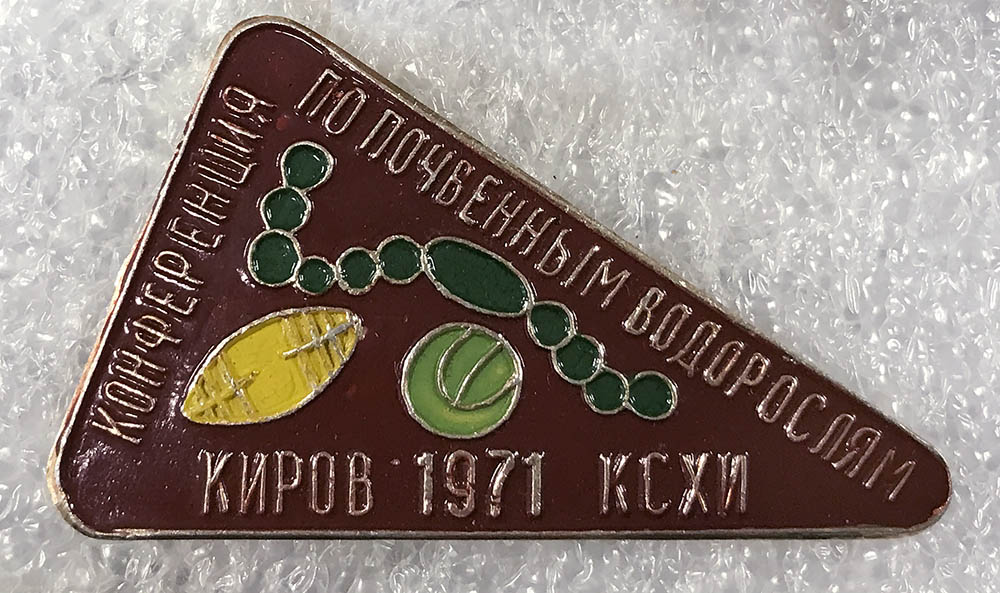 КОНФЕРЕНЦИЯ
ПО ПОЧВЕННЫМ ВОДОРОСЛЯМ
КИРОВ 1971 КСХИ